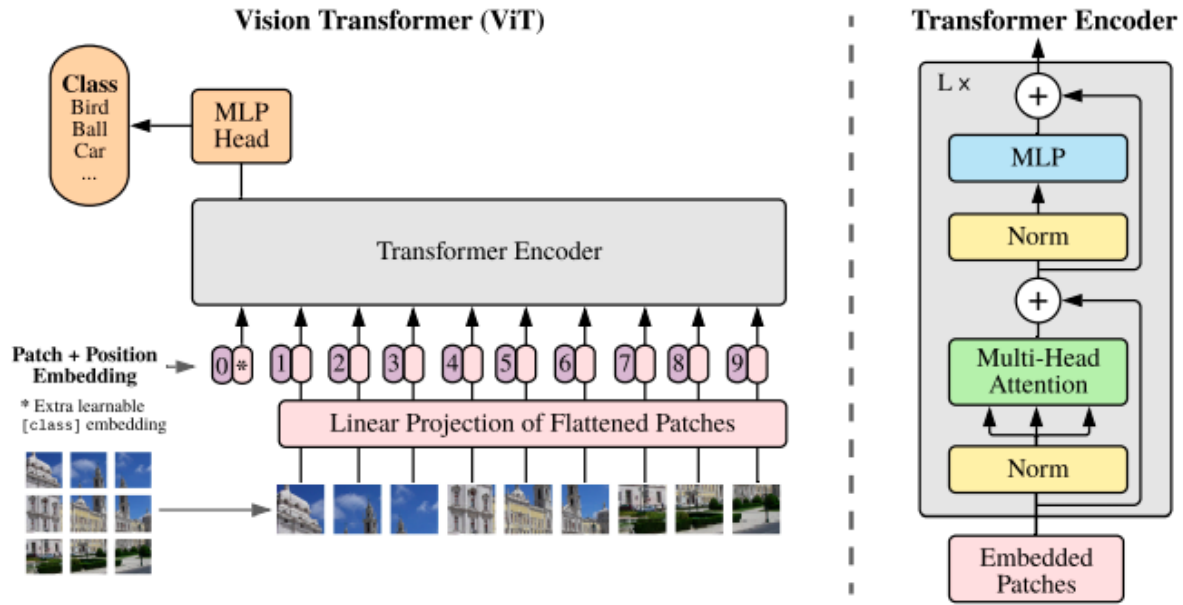 Vision Transformer (ViT)
Class
Bird
Ball
Car
...
MLP
Head
Transformer Encoder
Patch + Position
Embedding
0 * 1 2 3 4 5 6 7 8 9
* Extra learnable
[class] embedding
Linear Projection of Flattened Patches
Transformer Encoder
L ×
+
MLP
Norm
+
Multi-Head
Attention
Norm
Embedded
Patches